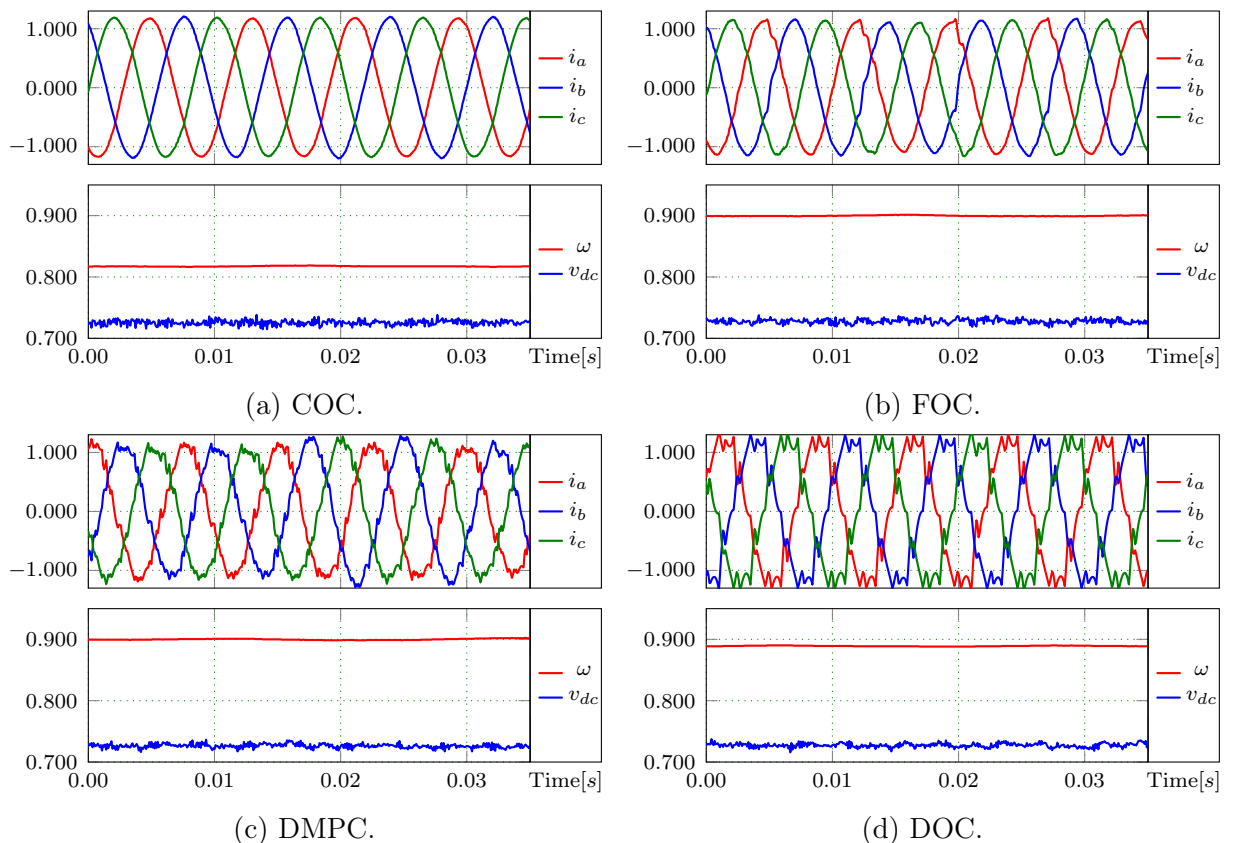 1.000
0.000
−1.000
i_a
i_b
i_c
0.900
0.800
0.700
ω
v_dc
0.00 0.01 0.02 0.03 Time[s]
(a) COC.
1.000
0.000
−1.000
i_a
i_b
i_c
0.900
0.800
0.700
ω
v_dc
0.00 0.01 0.02 0.03 Time[s]
(b) FOC.
1.000
0.000
−1.000
i_a
i_b
i_c
0.900
0.800
0.700
ω
v_dc
0.00 0.01 0.02 0.03 Time[s]
(c) DMPC.
1.000
0.000
−1.000
i_a
i_b
i_c
0.900
0.800
0.700
ω
v_dc
0.00 0.01 0.02 0.03 Time[s]
(d) DOC.